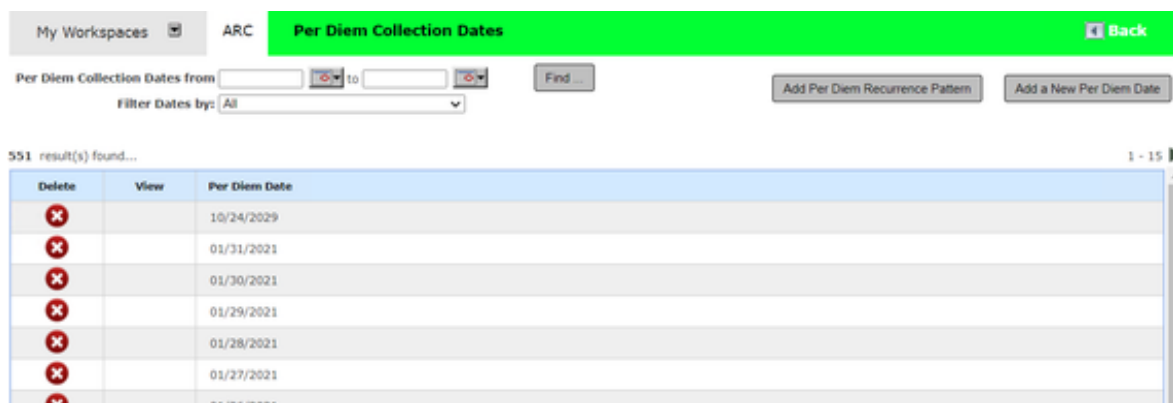 My Workspaces ARC Per Diem Collection Dates Back
Per Diem Collection Dates from to Find ...
Add Per Diem Recurrence Pattern Add a New Per Diem Date
Filter Dates by: All
551 result(s) found... 1 - 15
Delete View Per Diem Date
10/24/2029
01/31/2021
01/30/2021
01/29/2021
01/28/2021
01/27/2021